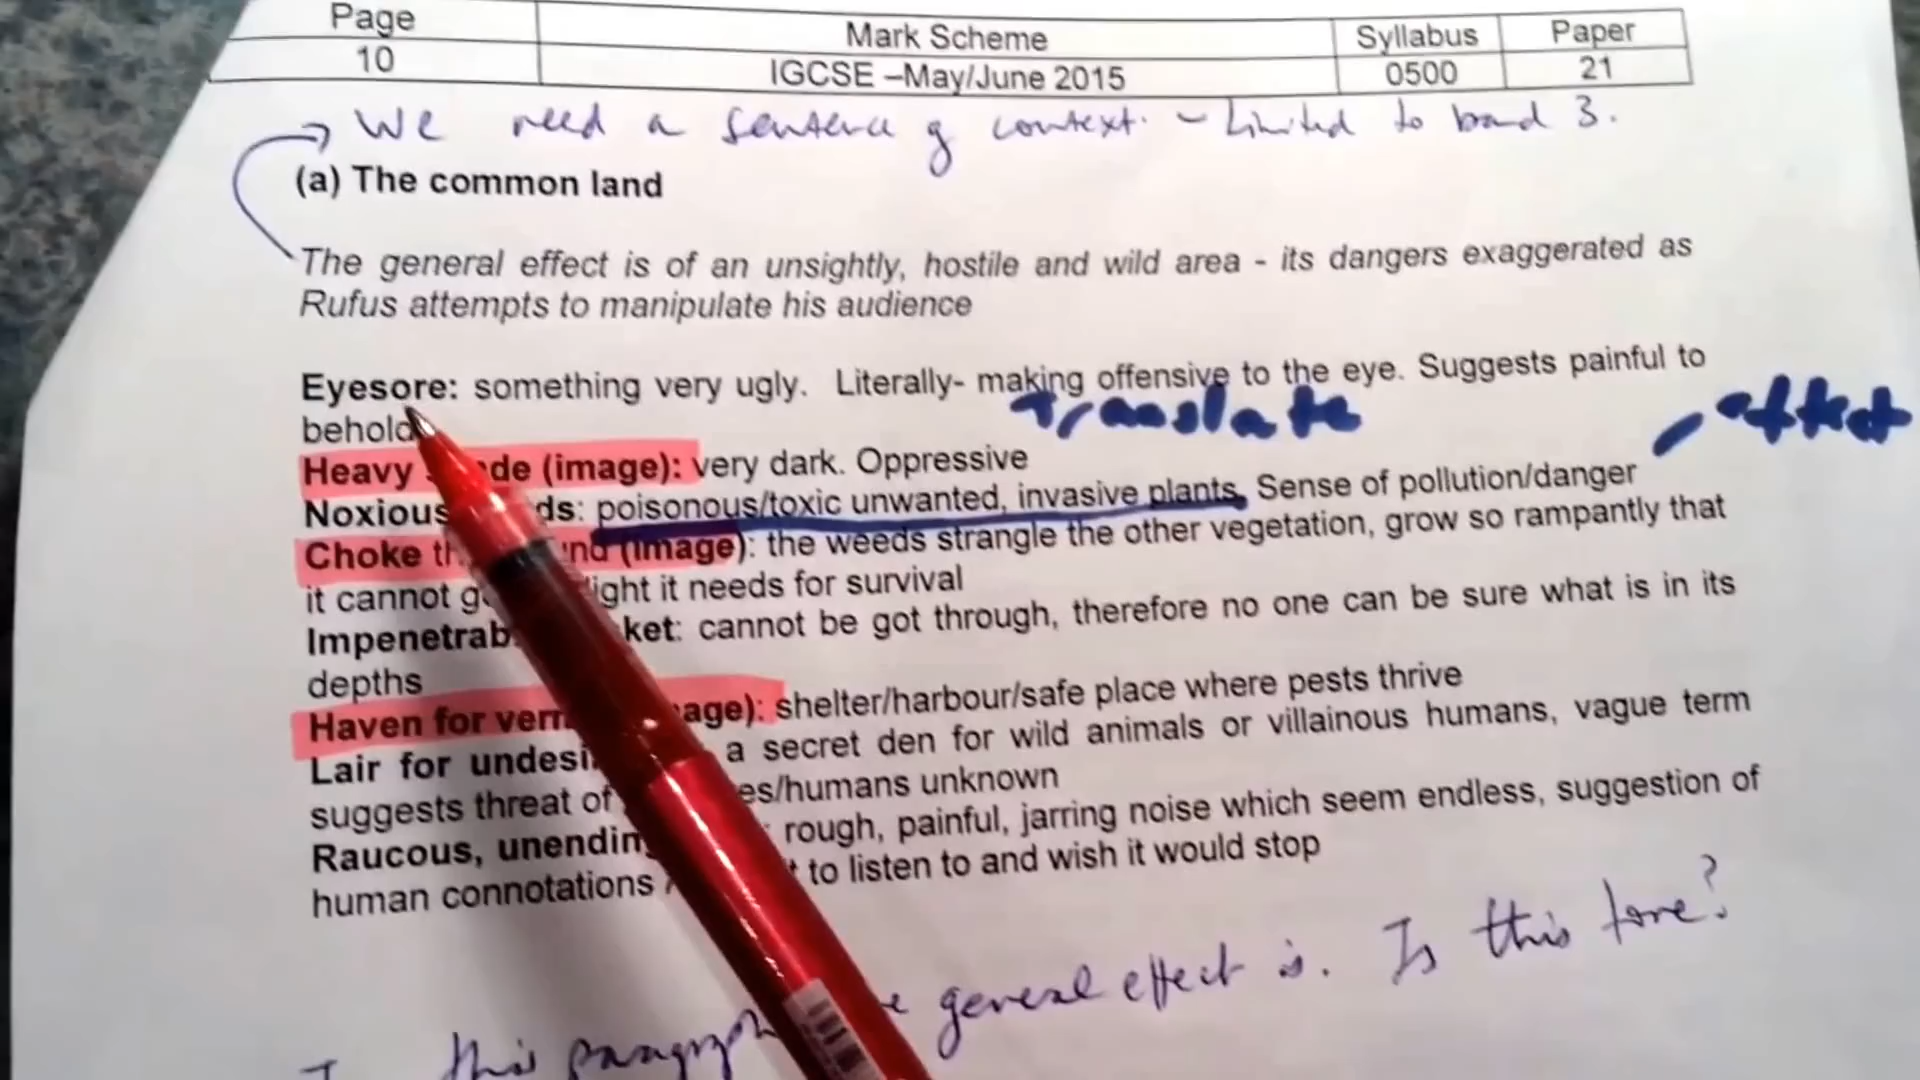 Page Mark Scheme Syllabus Paper
10 IGCSE –May/June 2015 0500 21
We need a sentence of context. – Limited to band 3.
(a) The common land
The general effect is of an unsightly, hostile and wild area - its dangers exaggerated as
Rufus attempts to manipulate his audience
Eyesore: something very ugly. Literally- making offensive to the eye. Suggests painful to
behold
translate - effect
Heavy de (image): very dark. Oppressive
Noxious ds: poisonous/toxic unwanted, invasive plants. Sense of pollution/danger
Choke th nd (image): the weeds strangle the other vegetation, grow so rampantly that
it cannot g ight it needs for survival
Impenetrab ket: cannot be got through, therefore no one can be sure what is in its
depths
Haven for verm age): shelter/harbour/safe place where pests thrive
Lair for undesi a secret den for wild animals or villainous humans, vague term
suggests threat of es/humans unknown
Raucous, unending : rough, painful, jarring noise which seem endless, suggestion of
human connotations t to listen to and wish it would stop
this paragraph e general effect is. Is this tone?